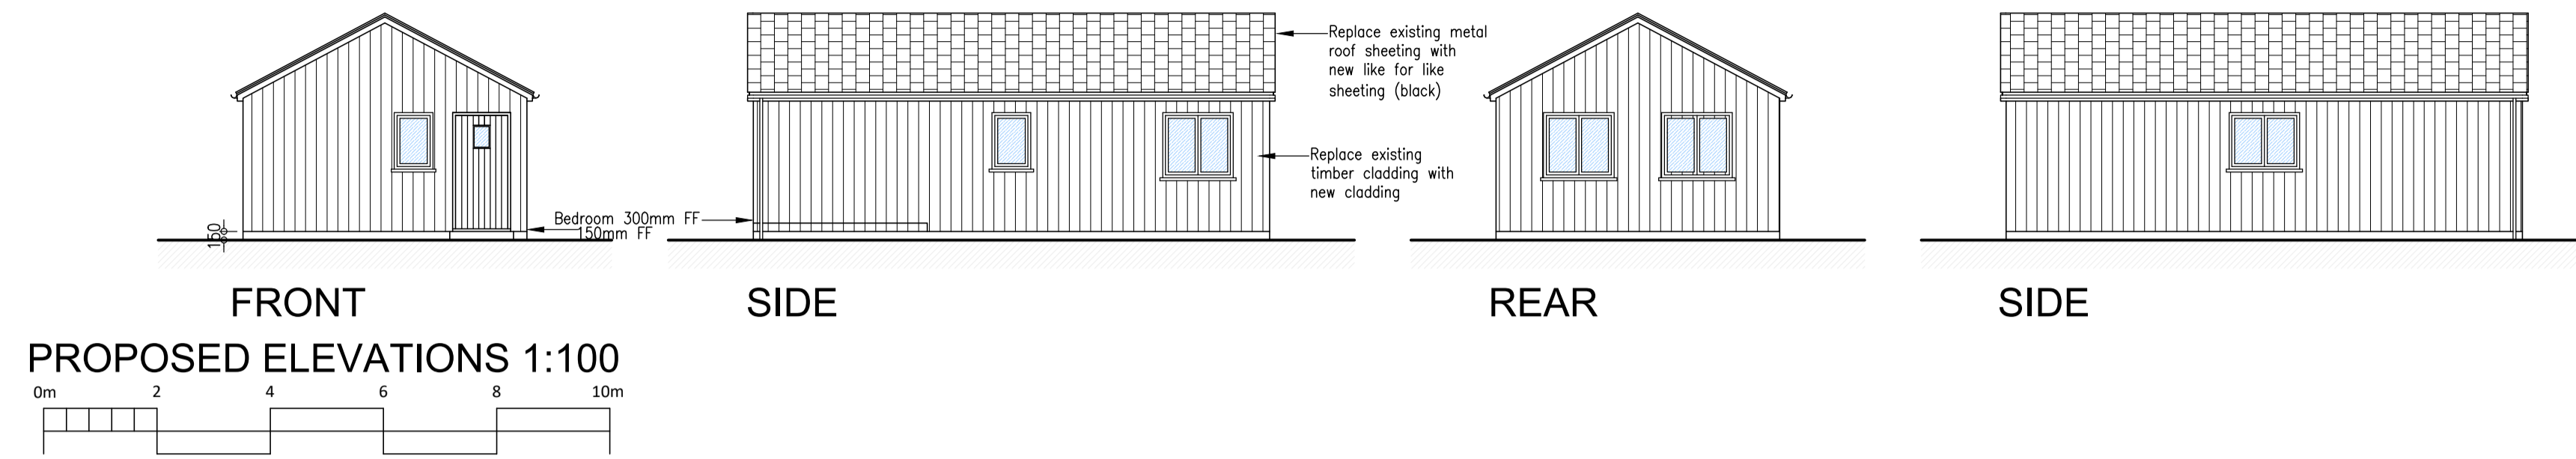 Replace existing metal
roof sheeting with
new like for like
sheeting (black)
Replace existing
timber cladding with
new cladding
Bedroom 300mm FF
150mm FF
150
FRONT
SIDE
REAR
SIDE
PROPOSED ELEVATIONS 1:100
0m 2 4 6 8 10m